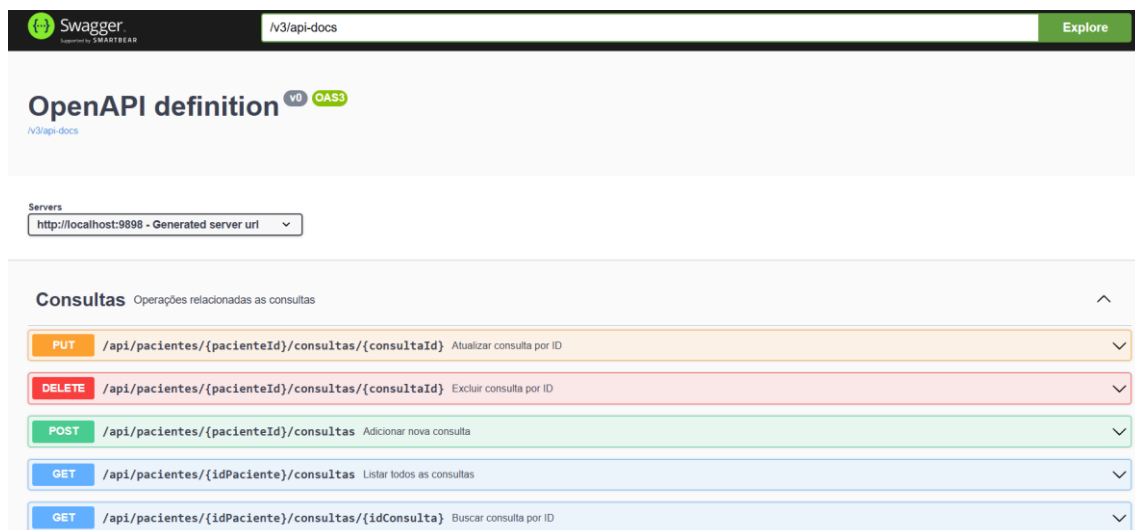 Swagger.
Supported by SMARTBEAR
/v3/api-docs
Explore
OpenAPI definition v0 OAS3
/v3/api-docs
Servers
http://localhost:9898 - Generated server url
Consultas Operações relacionadas as consultas
PUT /api/pacientes/{pacienteId}/consultas/{consultaId} Atualizar consulta por ID
DELETE /api/pacientes/{pacienteId}/consultas/{consultaId} Excluir consulta por ID
POST /api/pacientes/{pacienteId}/consultas Adicionar nova consulta
GET /api/pacientes/{idPaciente}/consultas Listar todos as consultas
GET /api/pacientes/{idPaciente}/consultas/{idConsulta} Buscar consulta por ID